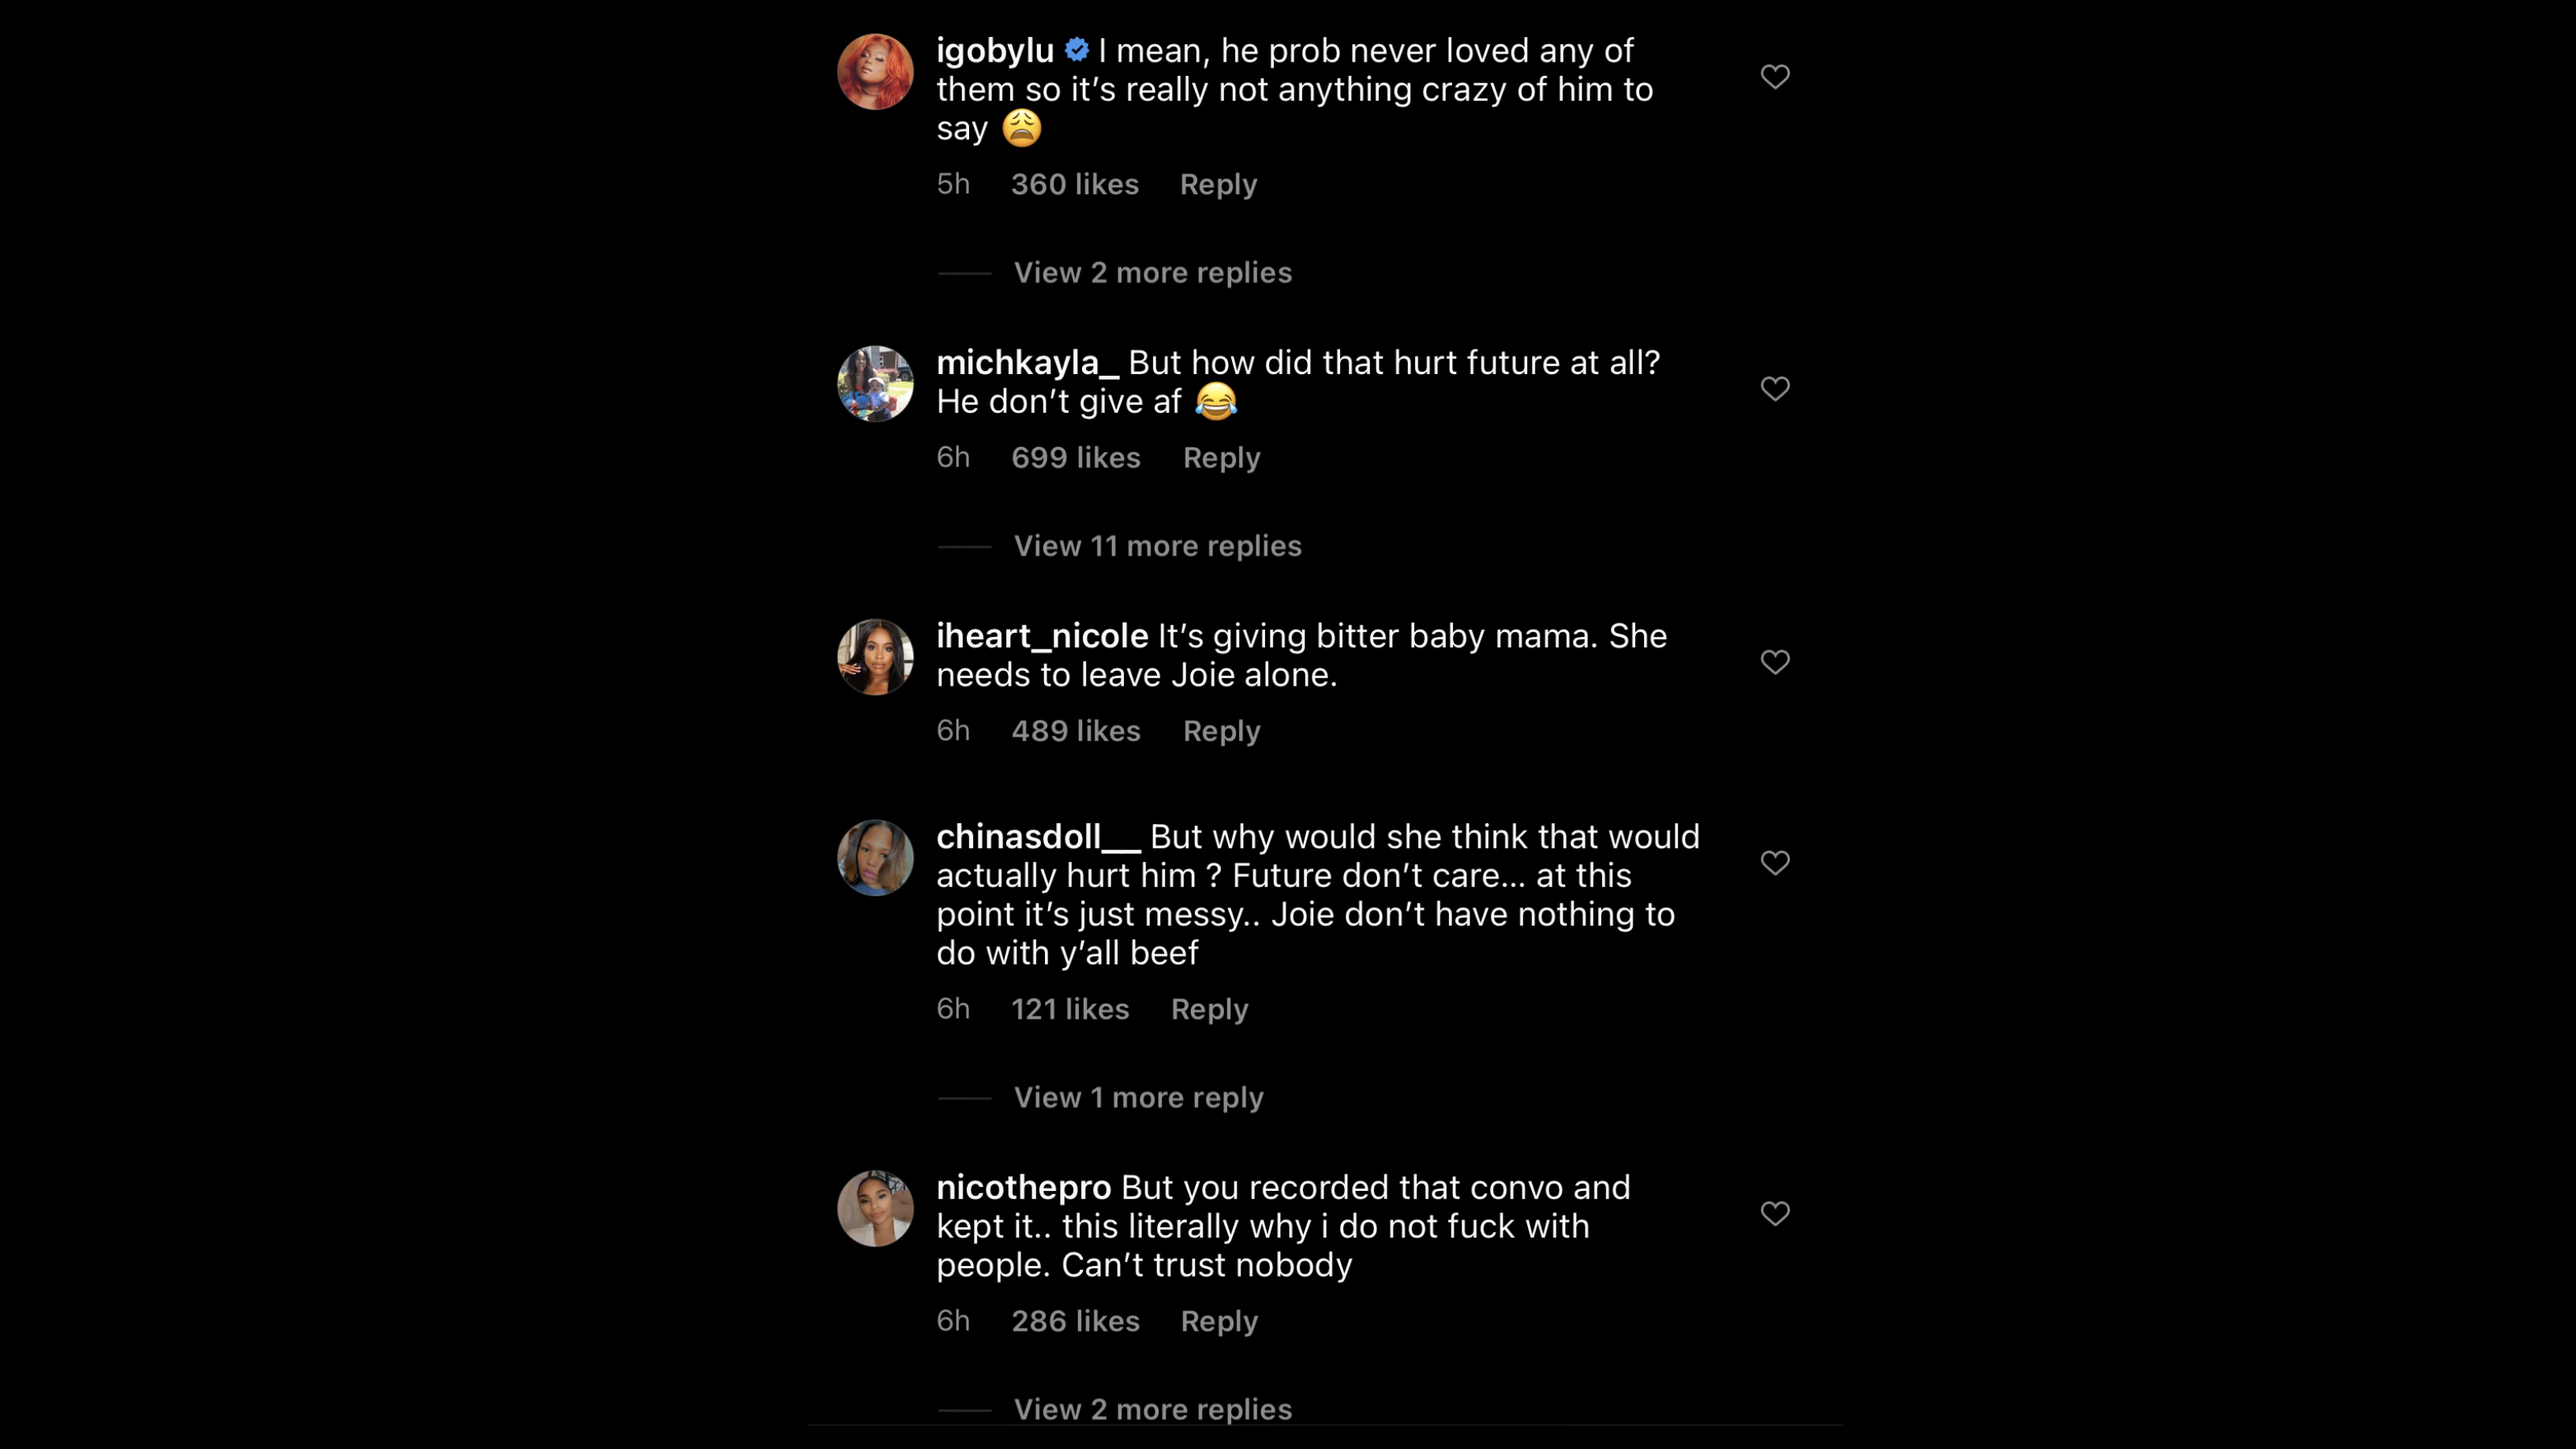 igobylu I mean, he prob never loved any of
them so it's really not anything crazy of him to
say 😩
5h 360 likes Reply
View 2 more replies
michkayla_ But how did that hurt future at all?
He don't give af 😂
6h 699 likes Reply
View 11 more replies
iheart_nicole It's giving bitter baby mama. She
needs to leave Joie alone.
6h 489 likes Reply
chinasdoll__ But why would she think that would
actually hurt him ? Future don't care... at this
point it's just messy.. Joie don't have nothing to
do with y'all beef
6h 121 likes Reply
View 1 more reply
nicothepro But you recorded that convo and
kept it.. this literally why i do not fuck with
people. Can't trust nobody
6h 286 likes Reply
View 2 more replies